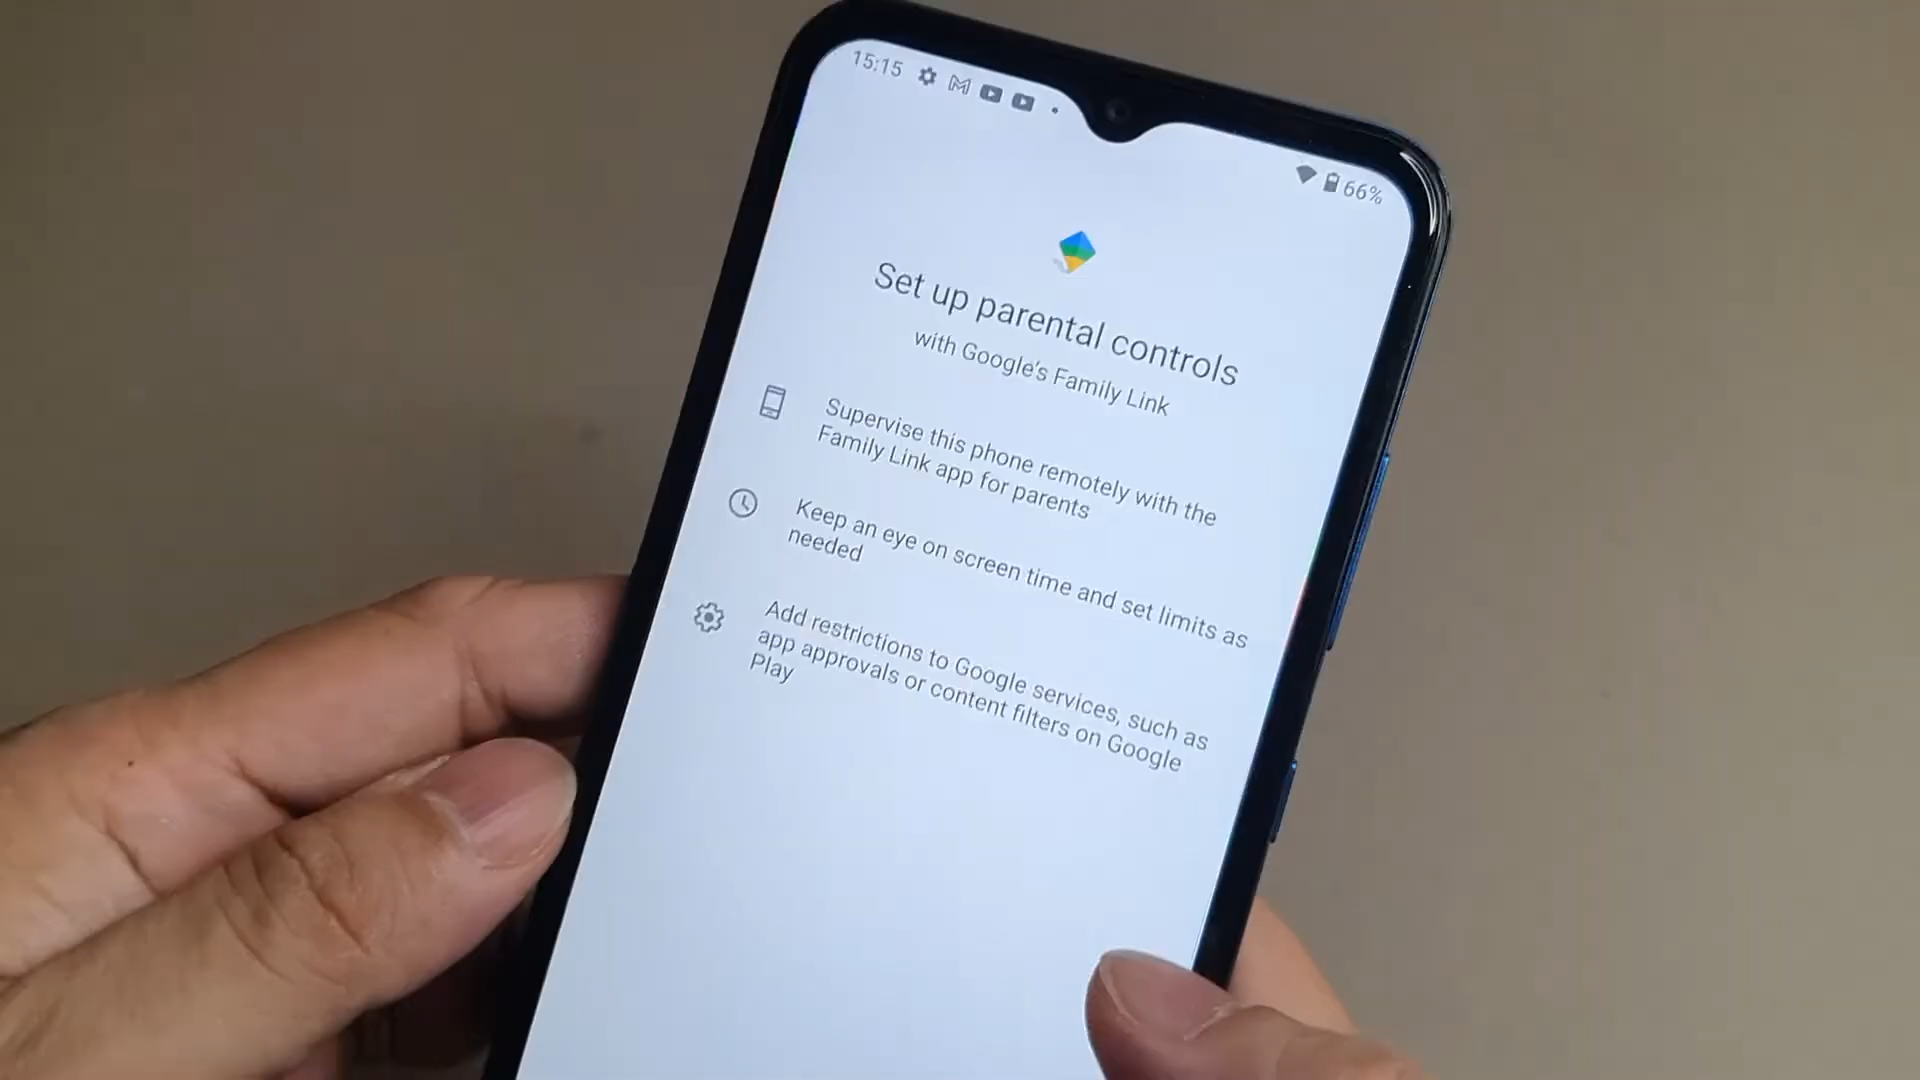 15:15
66%
Set up parental controls
with Google's Family Link
Supervise this phone remotely with the
Family Link app for parents
Keep an eye on screen time and set limits as
needed
Add restrictions to Google services, such as
app approvals or content filters on Google
Play